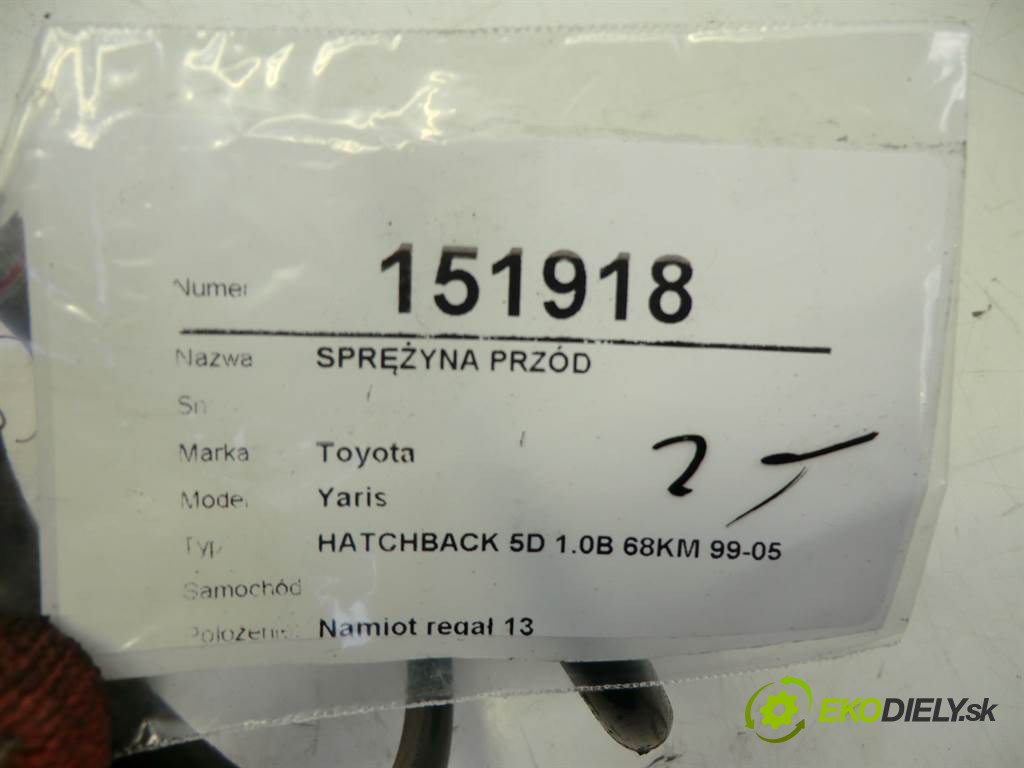 Numer 151918
Nazwa SPRĘŻYNA PRZÓD
Sn
Marka Toyota
Model Yaris
Typ HATCHBACK 5D 1.0B 68KM 99-05
Samochód
Położenie Namiot regał 13
2
EKODIELY.sk